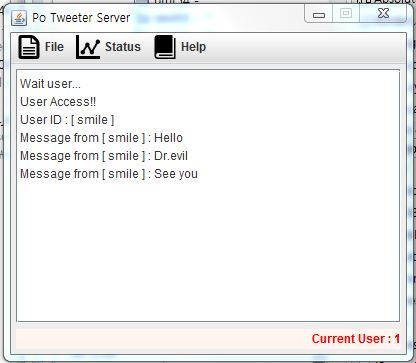 Po Tweeter Server
File Status Help
Wait user...
User Access!!
User ID : [ smile ]
Message from [ smile ] : Hello
Message from [ smile ] : Dr.evil
Message from [ smile ] : See you
Current User : 1